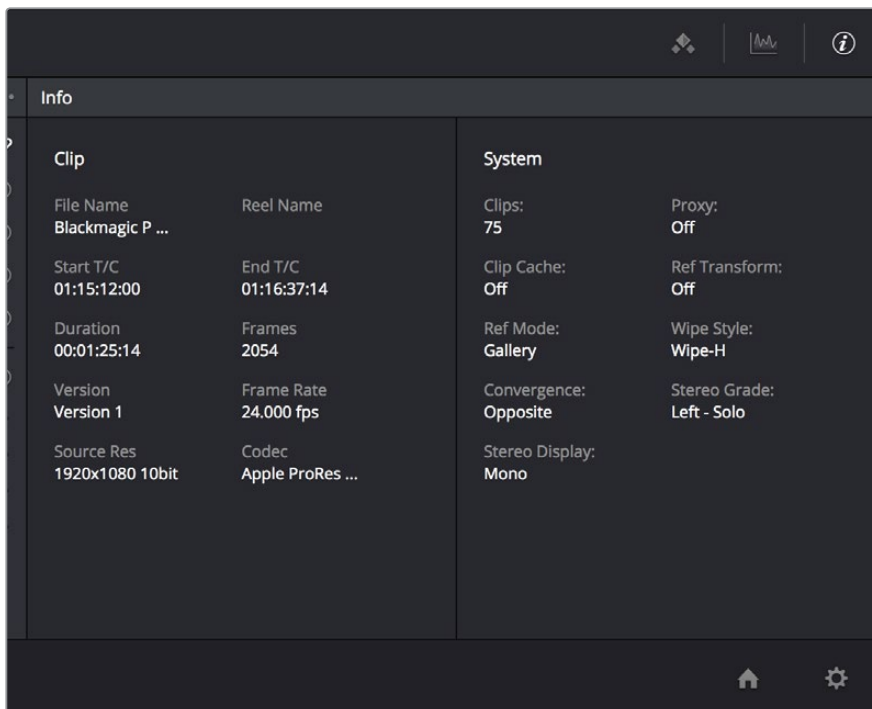 Info
Clip
File Name
Reel Name
Blackmagic P ...
Start T/C
End T/C
01:15:12:00
01:16:37:14
Duration
Frames
00:01:25:14
2054
Version
Frame Rate
Version 1
24.000 fps
Source Res
Codec
1920x1080 10bit
Apple ProRes ...
System
Clips:
Proxy:
75
Off
Clip Cache:
Ref Transform:
Off
Off
Ref Mode:
Wipe Style:
Gallery
Wipe-H
Convergence:
Stereo Grade:
Opposite
Left - Solo
Stereo Display:
Mono